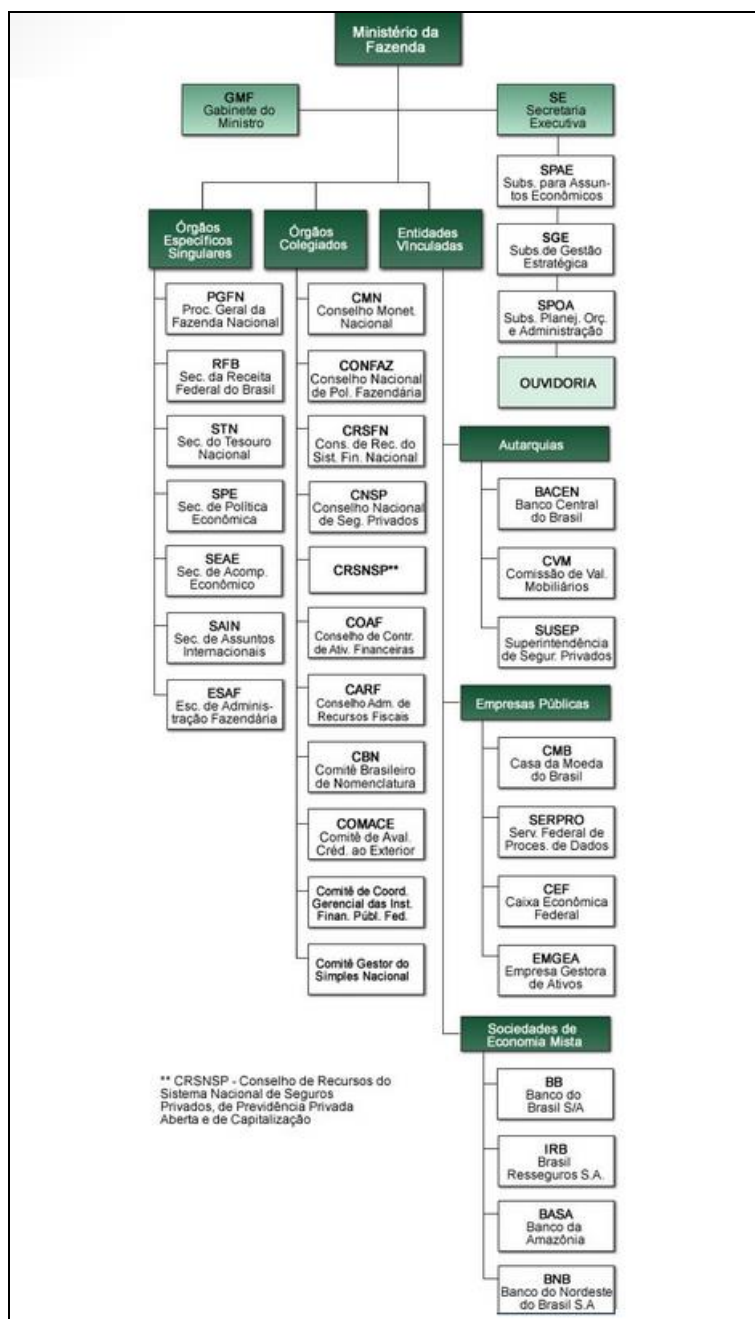 Ministério da
Fazenda
GMF
Gabinete do
Ministro
SE
Secretaria
Executiva
SPAE
Subs. para Assun-
tos Econômicos
SGE
Subs.de Gestão
Estratégica
SPOA
Subs. Planej. Orç.
e Administração
OUVIDORIA
Órgãos
Específicos
Singulares
PGFN
Proc. Geral da
Fazenda Nacional
RFB
Sec. da Receita
Federal do Brasil
STN
Sec. do Tesouro
Nacional
SPE
Sec. de Política
Econômica
SEAE
Sec. de Acomp.
Econômico
SAIN
Sec. de Assuntos
Internacionais
ESAF
Esc. de Adminis-
tração Fazendária
Órgãos
Colegiados
CMN
Conselho Monet.
Nacional
CONFAZ
Conselho Nacional
de Pol. Fazendária
CRSFN
Cons. de Rec. do
Sist. Fin. Nacional
CNSP
Conselho Nacional
de Seg. Privados
CRSNSP**
COAF
Conselho de Contr.
de Ativ. Financeiras
CARF
Conselho Adm. de
Recursos Fiscais
CBN
Comitê Brasileiro
de Nomenclatura
COMACE
Comitê de Aval.
Créd. ao Exterior
Comitê de Coord.
Gerencial das Inst.
Finan. Públ. Fed.
Comitê Gestor do
Simples Nacional
Entidades
VInculadas
Autarquias
BACEN
Banco Central
do Brasil
CVM
Comissão de Val.
Mobiliários
SUSEP
Superintendência
de Segur. Privados
Empresas Públicas
CMB
Casa da Moeda
do Brasil
SERPRO
Serv. Federal de
Proces. de Dados
CEF
Caixa Econômica
Federal
EMGEA
Empresa Gestora
de Ativos
Sociedades de
Economia Mista
BB
Banco do
Brasil S/A
IRB
Brasil
Resseguros S.A.
BASA
Banco da
Amazônia
BNB
Banco do Nordeste
do Brasil S.A
** CRSNSP - Conselho de Recursos do
Sistema Nacional de Seguros
Privados, de Previdência Privada
Aberta e de Capitalização